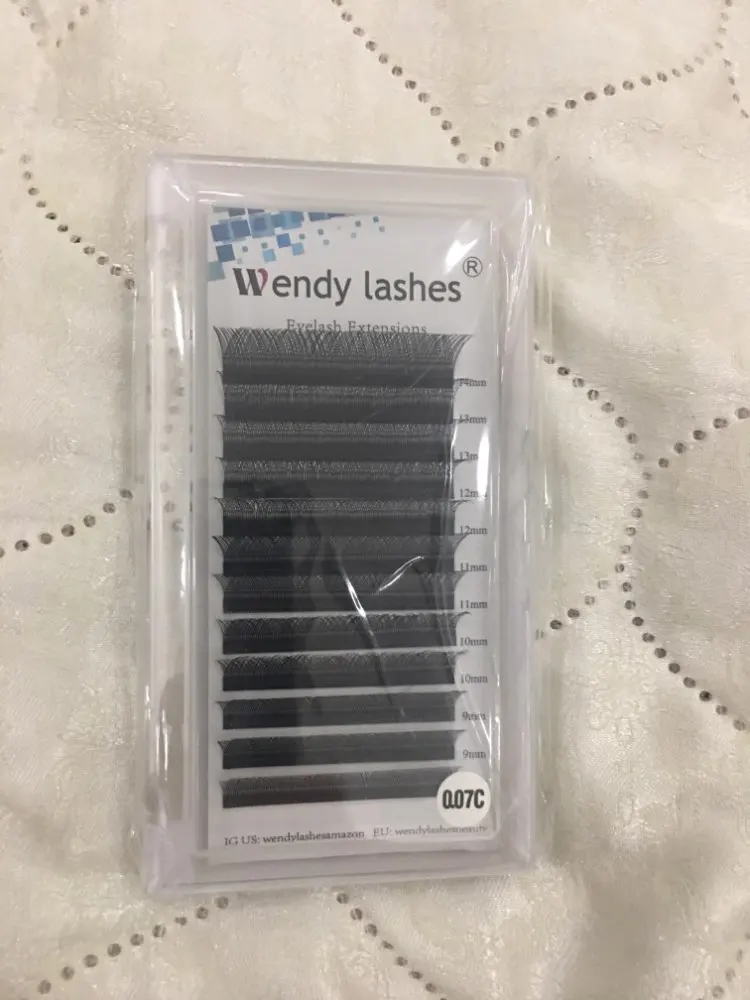 Wendy lashes®
Eyelash Extensions
14mm
13mm
13mm
12mm
12mm
11mm
11mm
10mm
10mm
9mm
9mm
0.07C
IG US: wendylashesamazon EU: